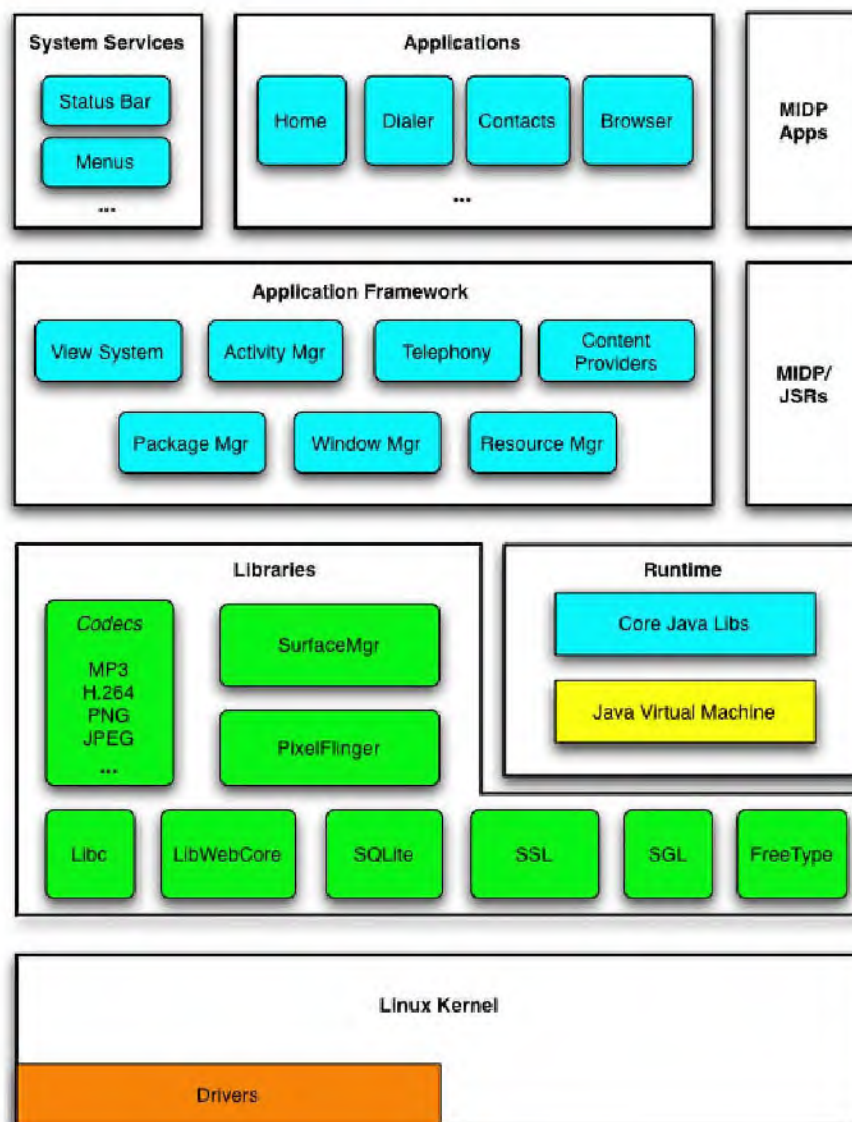 System Services
Status Bar
Menus
...
Applications
Home
Dialer
Contacts
Browser
...
MIDP
Apps
Application Framework
View System
Activity Mgr
Telephony
Content
Providers
Package Mgr
Window Mgr
Resource Mgr
MIDP/
JSRs
Libraries
Codecs
MP3
H.264
PNG
JPEG
...
SurfaceMgr
PixelFlinger
Runtime
Core Java Libs
Java Virtual Machine
Libc
LibWebCore
SQLite
SSL
SGL
FreeType
Linux Kernel
Drivers